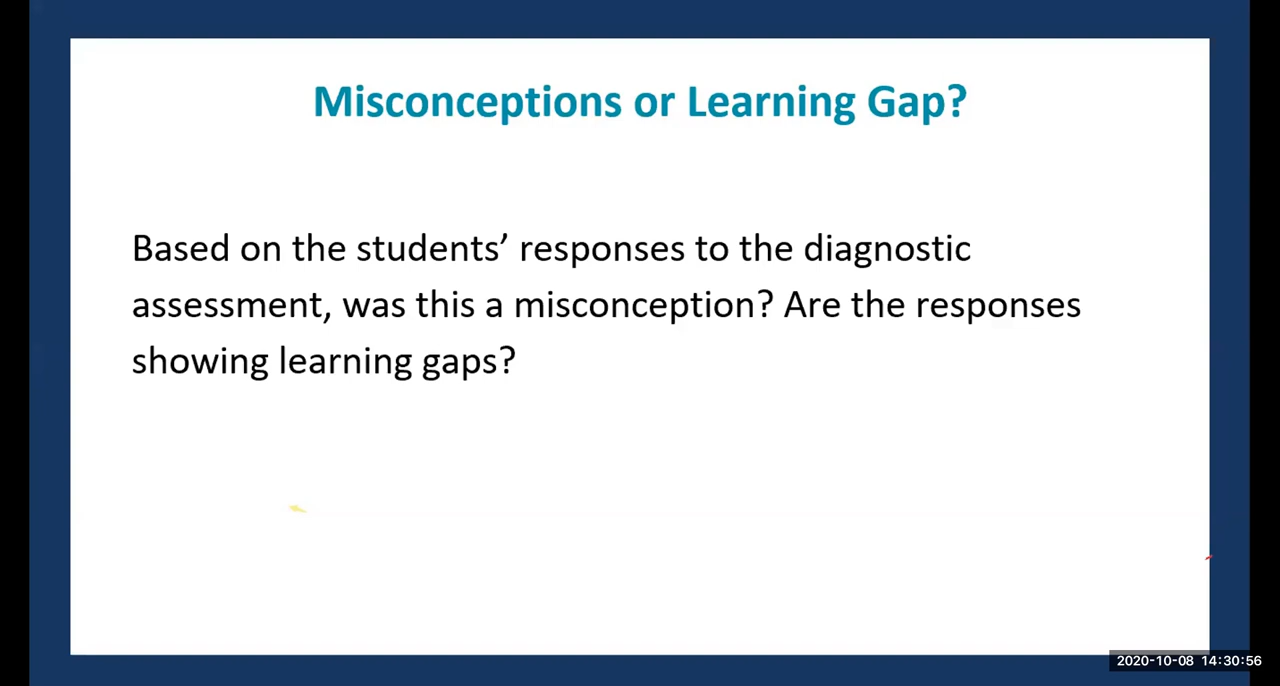 Misconceptions or Learning Gap?
Based on the students’ responses to the diagnostic
assessment, was this a misconception? Are the responses
showing learning gaps?
2020-10-08 14:30:56